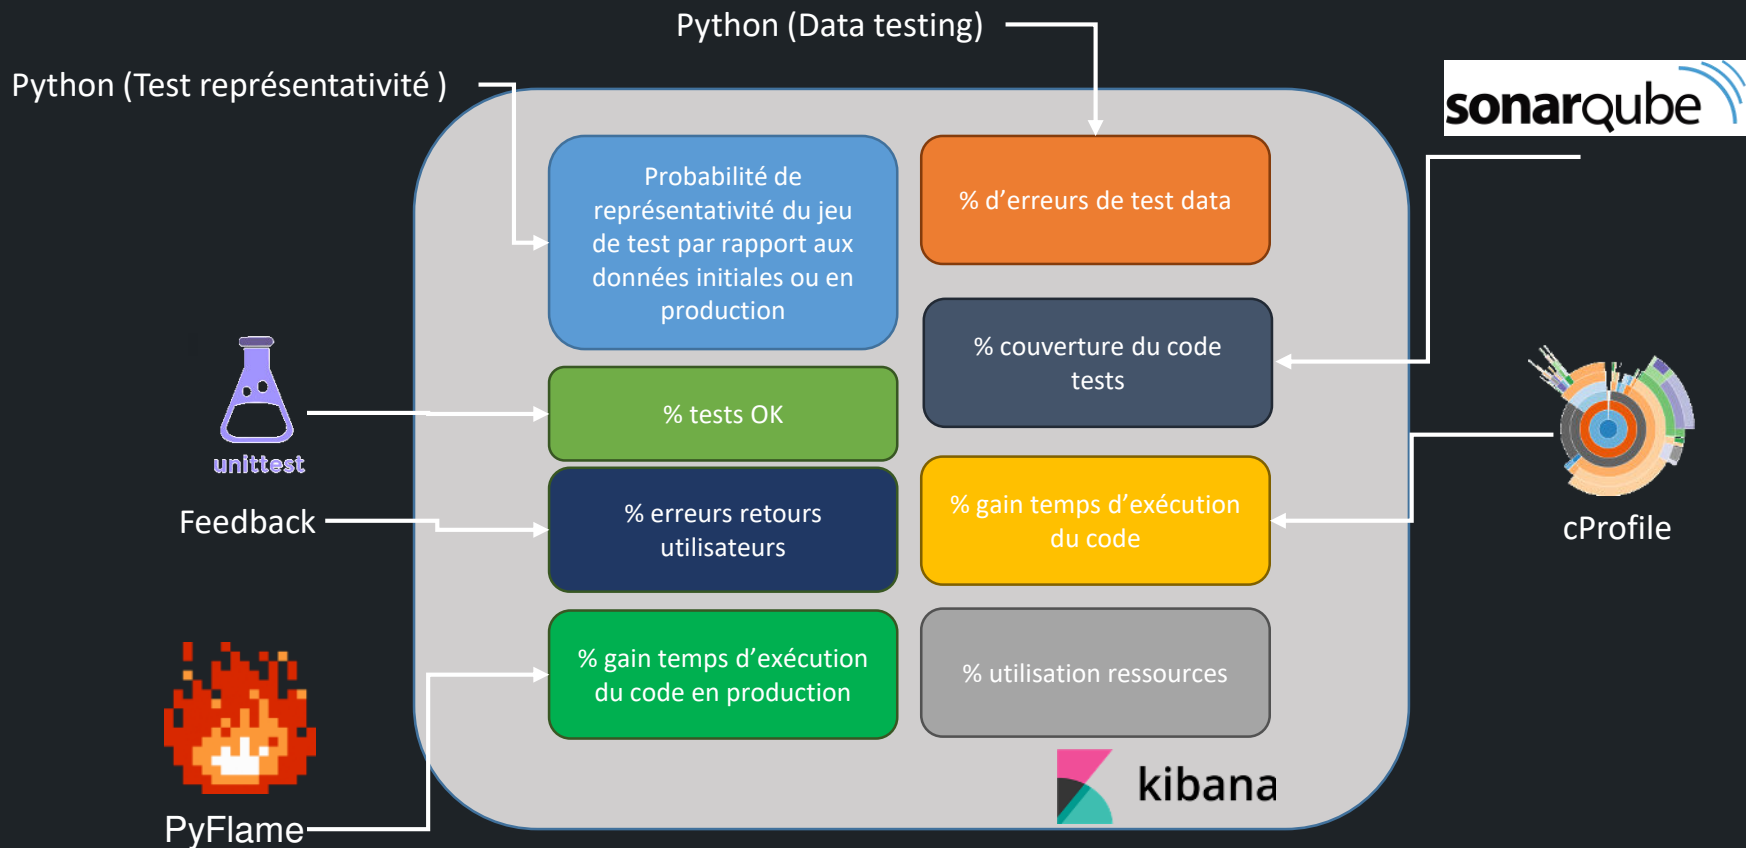 Python (Data testing)
Python (Test représentativité )
sonarqube
Probabilité de
représentativité du jeu
de test par rapport aux
données initiales ou en
production
% d'erreurs de test data
% couverture du code
tests
% tests OK
unittest
Feedback
% erreurs retours
utilisateurs
% gain temps d'exécution
du code
cProfile
% gain temps d'exécution
du code en production
% utilisation ressources
kibana
PyFlame